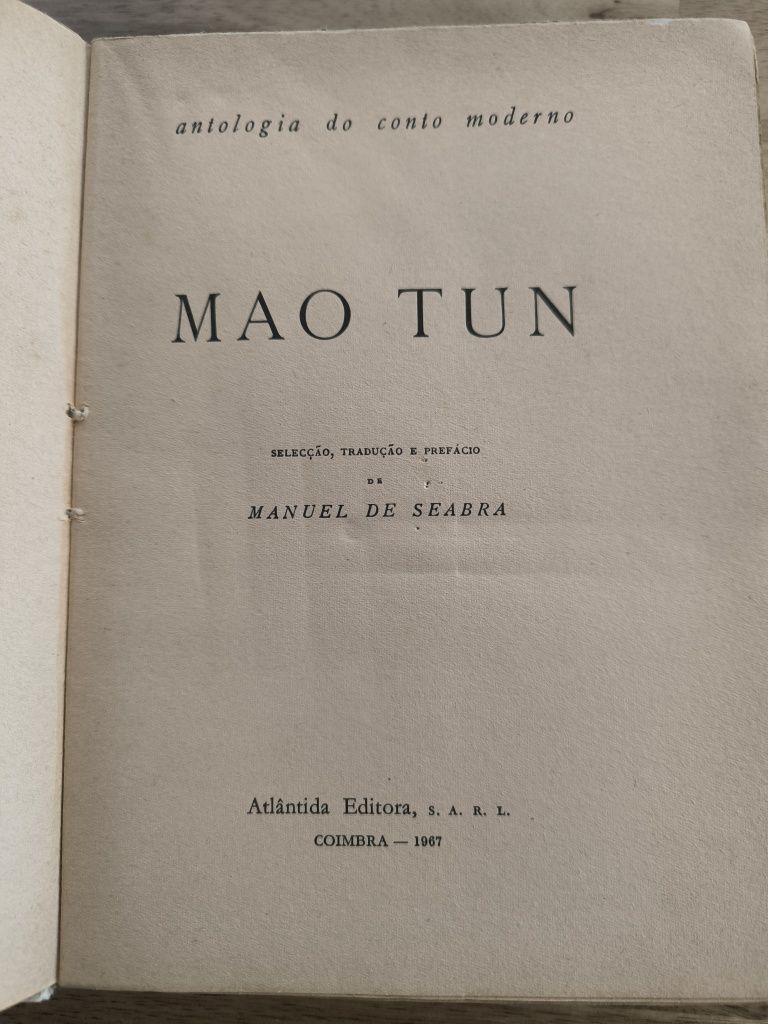 antologia do conto moderno
MAO TUN
SELECÇÃO, TRADUÇÃO E PREFÁCIO
DE
MANUEL DE SEABRA
Atlântida Editora, S. A. R. L.
COIMBRA — 1967